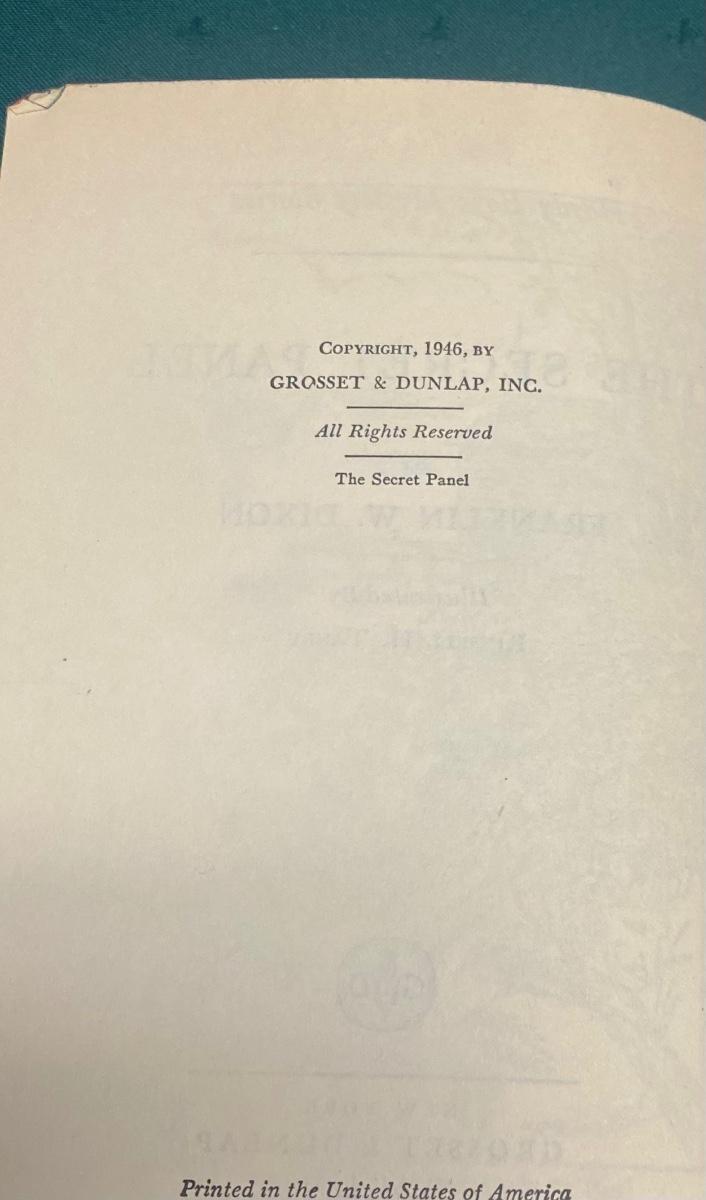 COPYRIGHT, 1946, BY
GROSSET & DUNLAP, INC.
All Rights Reserved
The Secret Panel
Printed in the United States of America